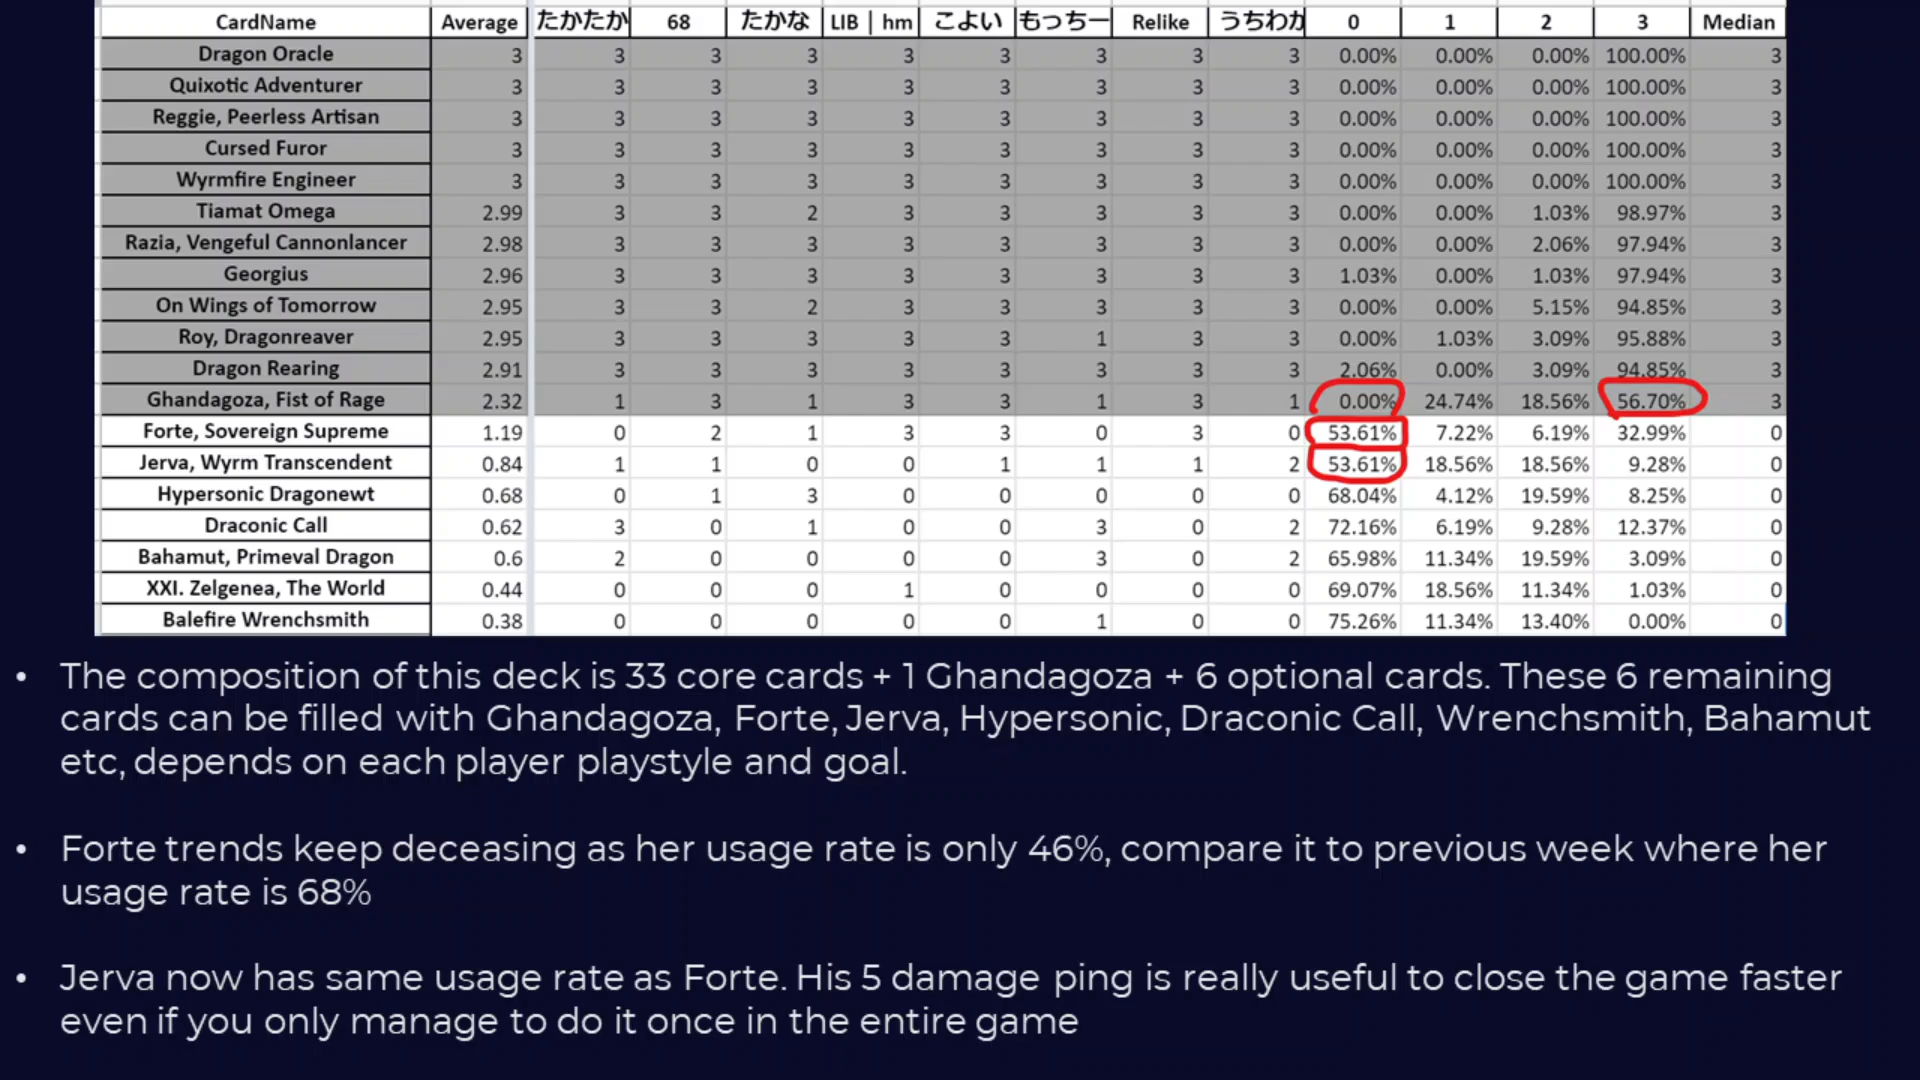 CardName Average たかたか 68 たかな LIB | hm こよい もっちー Relike うちわカ 0 1 2 3 Median
Dragon Oracle 3 3 3 3 3 3 3 3 3 0.00% 0.00% 0.00% 100.00% 3
Quixotic Adventurer 3 3 3 3 3 3 3 3 3 0.00% 0.00% 0.00% 100.00% 3
Reggie, Peerless Artisan 3 3 3 3 3 3 3 3 3 0.00% 0.00% 0.00% 100.00% 3
Cursed Furor 3 3 3 3 3 3 3 3 3 0.00% 0.00% 0.00% 100.00% 3
Wyrmfire Engineer 3 3 3 3 3 3 3 3 3 0.00% 0.00% 0.00% 100.00% 3
Tiamat Omega 2.99 3 3 2 3 3 3 3 3 0.00% 0.00% 1.03% 98.97% 3
Razia, Vengeful Cannonlancer 2.98 3 3 3 3 3 3 3 3 0.00% 0.00% 2.06% 97.94% 3
Georgius 2.96 3 3 3 3 3 3 3 3 1.03% 0.00% 1.03% 97.94% 3
On Wings of Tomorrow 2.95 3 3 2 3 3 3 3 3 0.00% 0.00% 5.15% 94.85% 3
Roy, Dragonreaver 2.95 3 3 3 3 3 1 3 3 0.00% 1.03% 3.09% 95.88% 3
Dragon Rearing 2.91 3 3 3 3 3 3 3 3 2.06% 0.00% 3.09% 94.85% 3
Ghandagoza, Fist of Rage 2.32 1 3 1 3 3 1 3 1 0.00% 24.74% 18.56% 56.70% 3
Forte, Sovereign Supreme 1.19 0 2 1 3 3 0 3 0 53.61% 7.22% 6.19% 32.99% 0
Jerva, Wyrm Transcendent 0.84 1 1 0 0 1 1 1 2 53.61% 18.56% 18.56% 9.28% 0
Hypersonic Dragonewt 0.68 0 1 3 0 0 0 0 0 68.04% 4.12% 19.59% 8.25% 0
Draconic Call 0.62 3 0 1 0 0 3 0 2 72.16% 6.19% 9.28% 12.37% 0
Bahamut, Primeval Dragon 0.6 2 0 0 0 0 3 0 2 65.98% 11.34% 19.59% 3.09% 0
XXI. Zelgenea, The World 0.44 0 0 0 1 0 0 0 0 69.07% 18.56% 11.34% 1.03% 0
Balefire Wrenchsmith 0.38 0 0 0 0 0 1 0 0 75.26% 11.34% 13.40% 0.00% 0
• The composition of this deck is 33 core cards + 1 Ghandagoza + 6 optional cards. These 6 remaining
cards can be filled with Ghandagoza, Forte, Jerva, Hypersonic, Draconic Call, Wrenchsmith, Bahamut
etc, depends on each player playstyle and goal.
• Forte trends keep deceasing as her usage rate is only 46%, compare it to previous week where her
usage rate is 68%
• Jerva now has same usage rate as Forte. His 5 damage ping is really useful to close the game faster
even if you only manage to do it once in the entire game